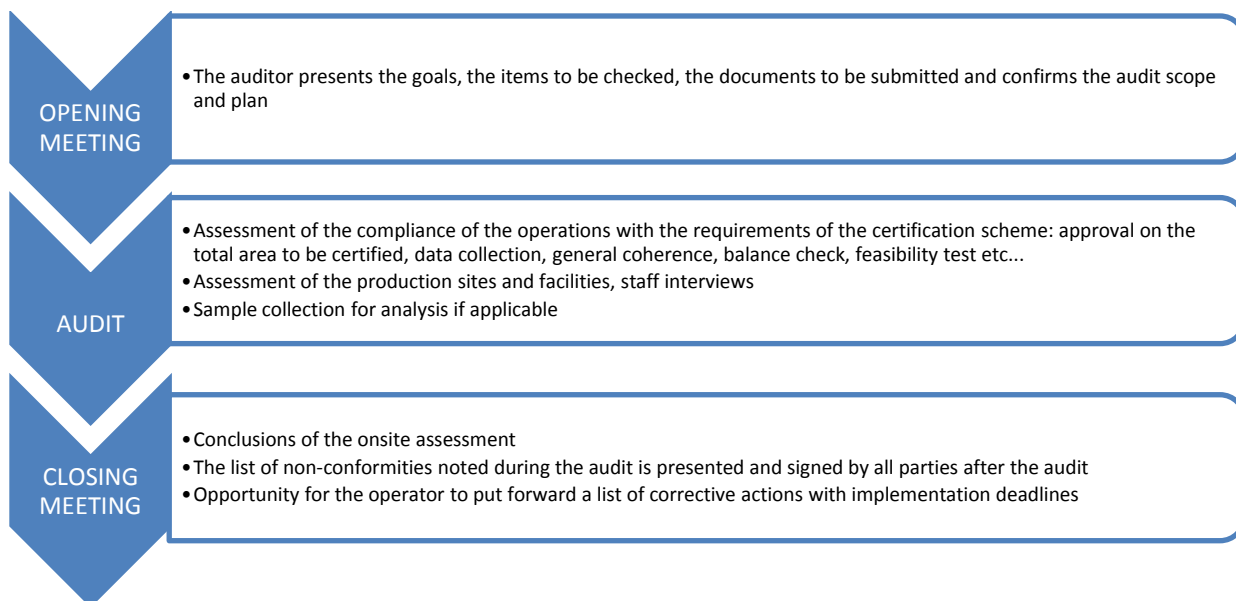 OPENING
MEETING
•The auditor presents the goals, the items to be checked, the documents to be submitted and confirms the audit scope
and plan
AUDIT
•Assessment of the compliance of the operations with the requirements of the certification scheme: approval on the
total area to be certified, data collection, general coherence, balance check, feasibility test etc...
•Assessment of the production sites and facilities, staff interviews
•Sample collection for analysis if applicable
CLOSING
MEETING
•Conclusions of the onsite assessment
•The list of non-conformities noted during the audit is presented and signed by all parties after the audit
•Opportunity for the operator to put forward a list of corrective actions with implementation deadlines